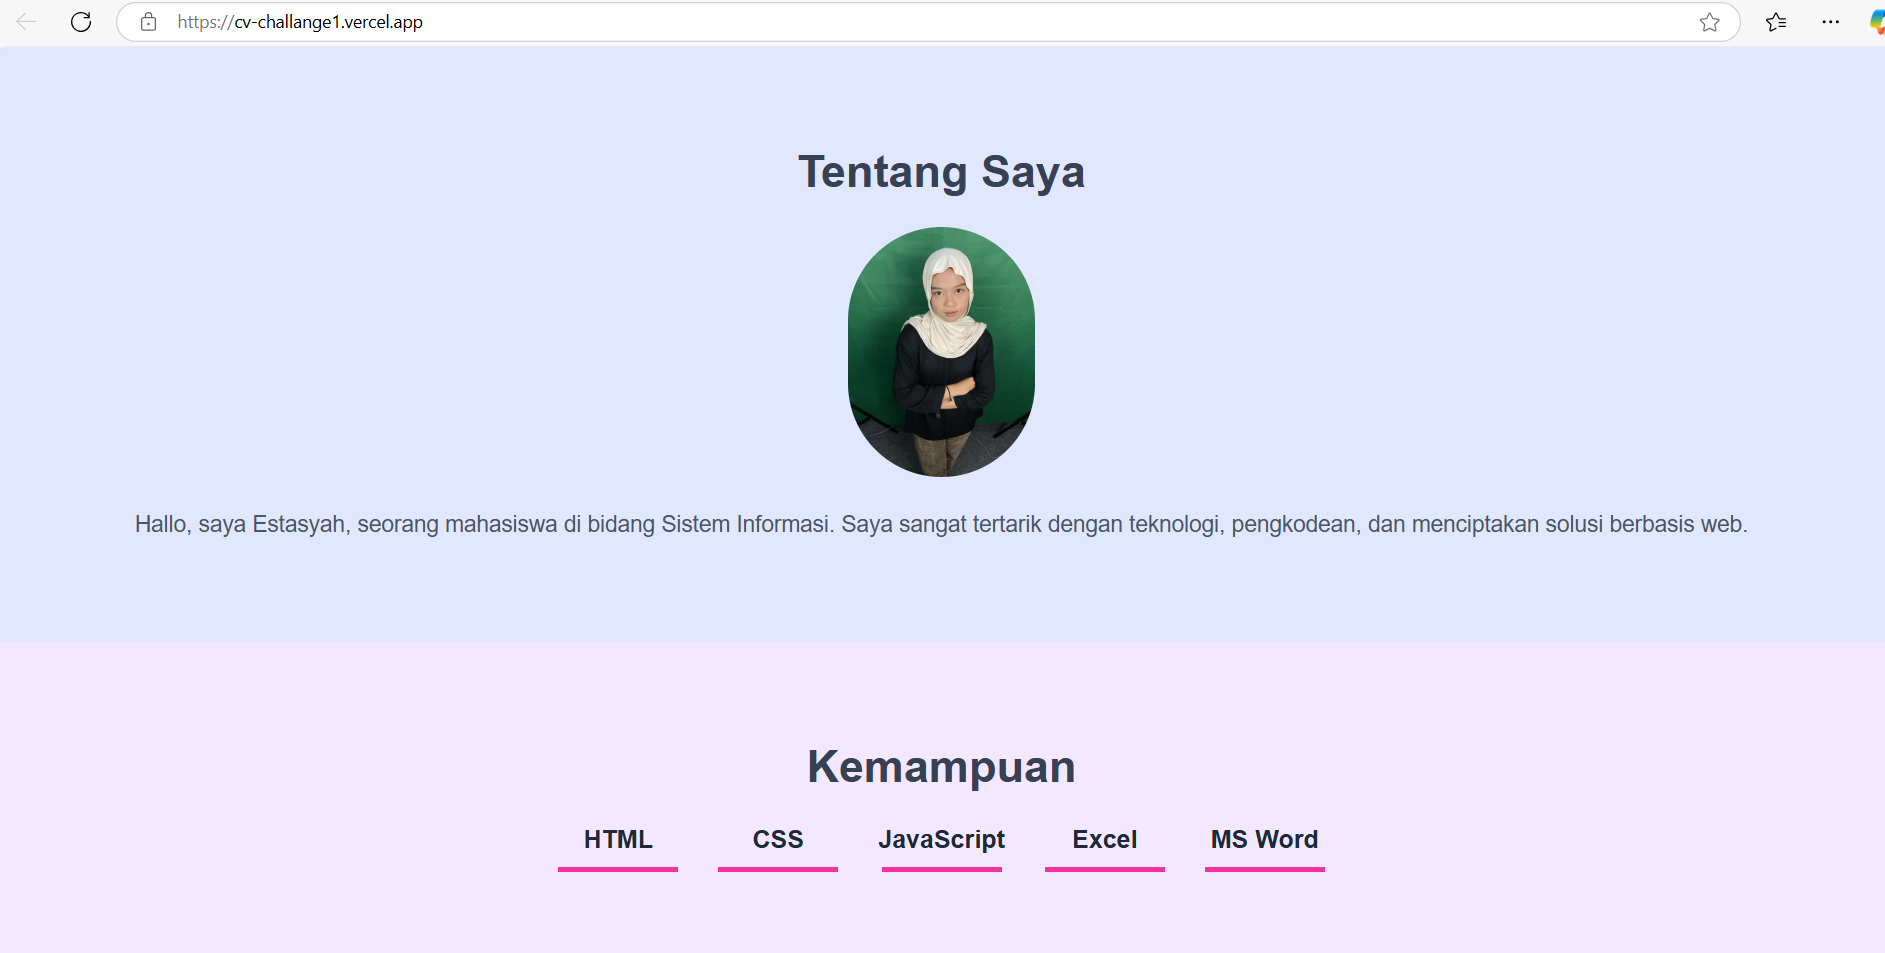 https://cv-challange1.vercel.app
Tentang Saya
Hallo, saya Estasyah, seorang mahasiswa di bidang Sistem Informasi. Saya sangat tertarik dengan teknologi, pengkodean, dan menciptakan solusi berbasis web.
Kemampuan
HTML CSS JavaScript Excel MS Word